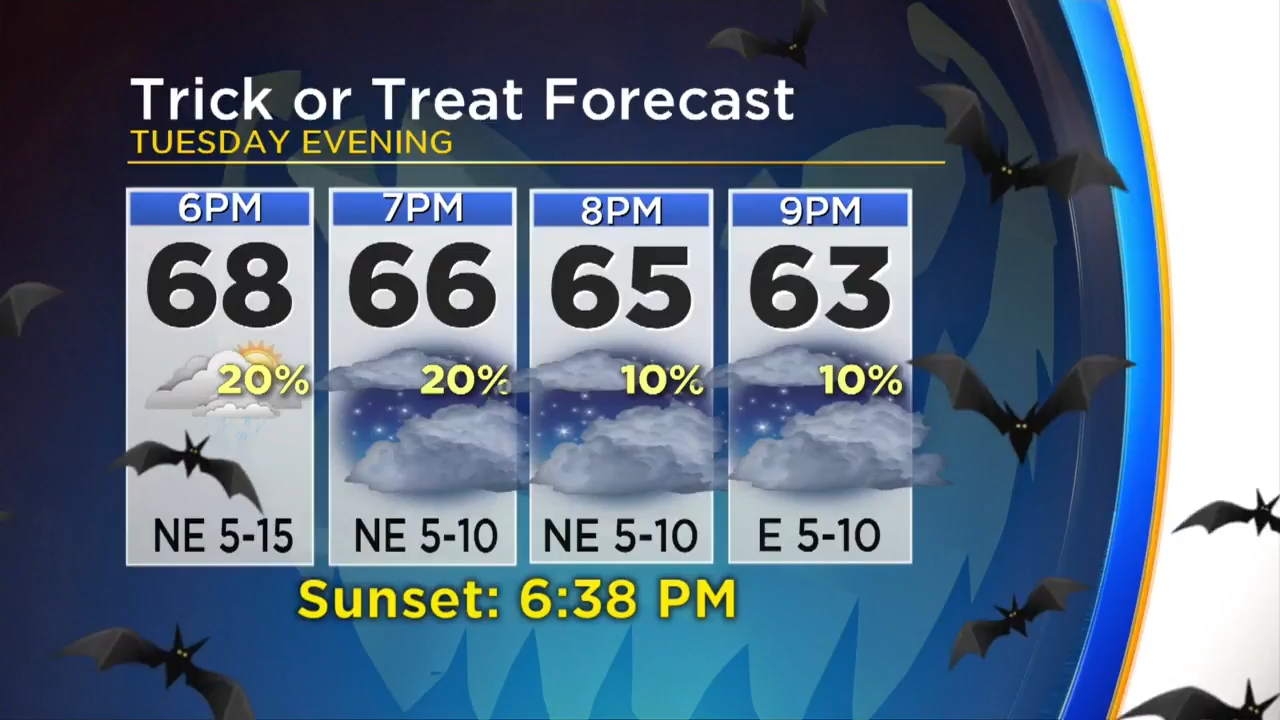 Trick or Treat Forecast
TUESDAY EVENING
6PM 7PM 8PM 9PM
68 66 65 63
20% 20% 10% 10%
NE 5-15 NE 5-10 NE 5-10 E 5-10
Sunset: 6:38 PM